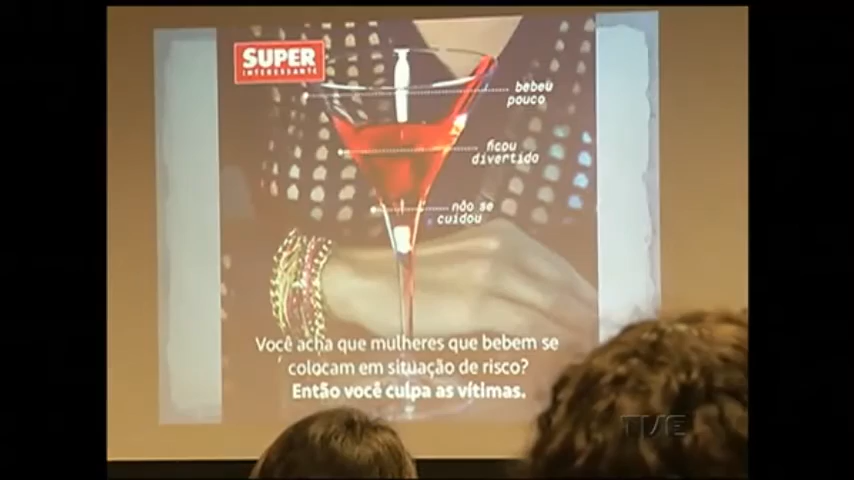 SUPER
INTERESSANTE
bebeu
pouco
ficou
divertido
não se
cuidou
Você acha que mulheres que bebem se
colocam em situação de risco?
Então você culpa as vítimas.
TVE